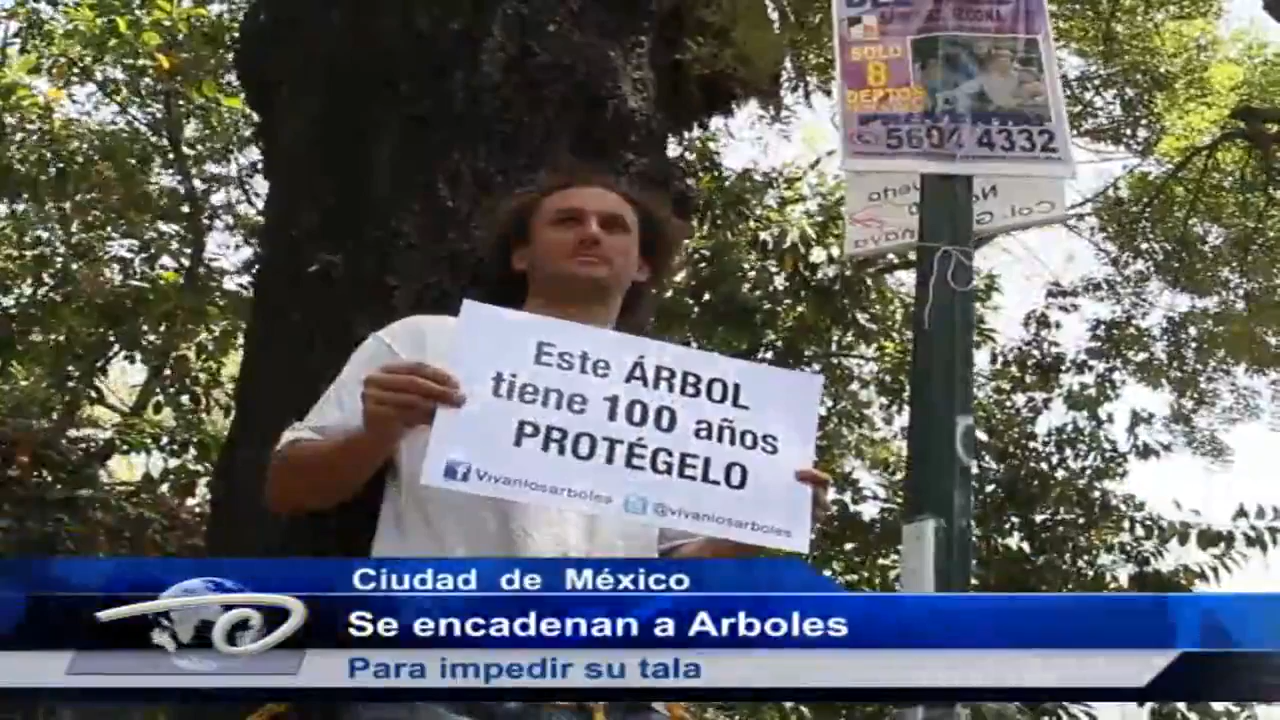 SOLO
8
DEPTOS
5604 4332
Col. G.
Este ÁRBOL
tiene 100 años
PROTÉGELO
Vivanlosarboles @vivanlosarboles
Ciudad de México
Se encadenan a Arboles
Para impedir su tala